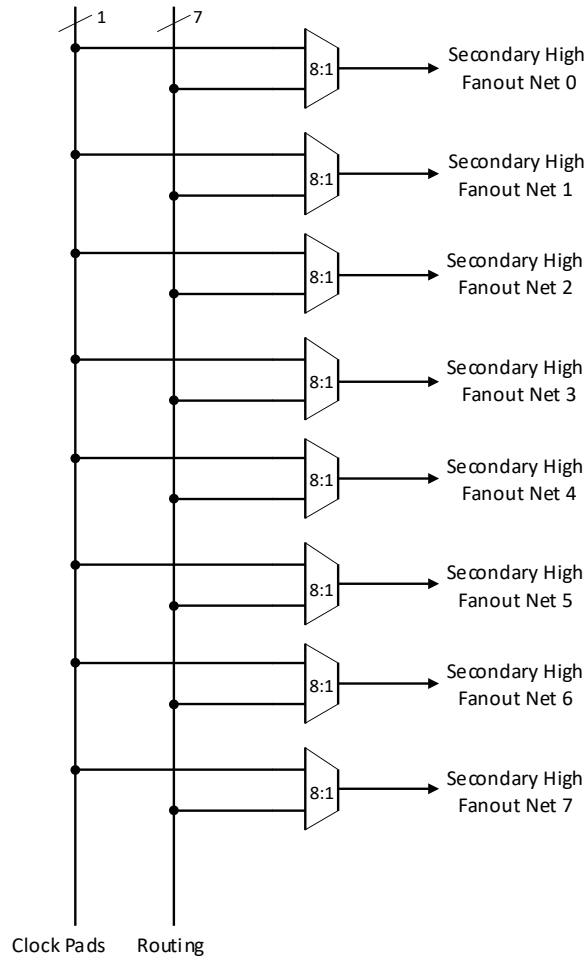 1
7
8:1
Secondary High
Fanout Net 0
8:1
Secondary High
Fanout Net 1
8:1
Secondary High
Fanout Net 2
8:1
Secondary High
Fanout Net 3
8:1
Secondary High
Fanout Net 4
8:1
Secondary High
Fanout Net 5
8:1
Secondary High
Fanout Net 6
8:1
Secondary High
Fanout Net 7
Clock Pads
Routing